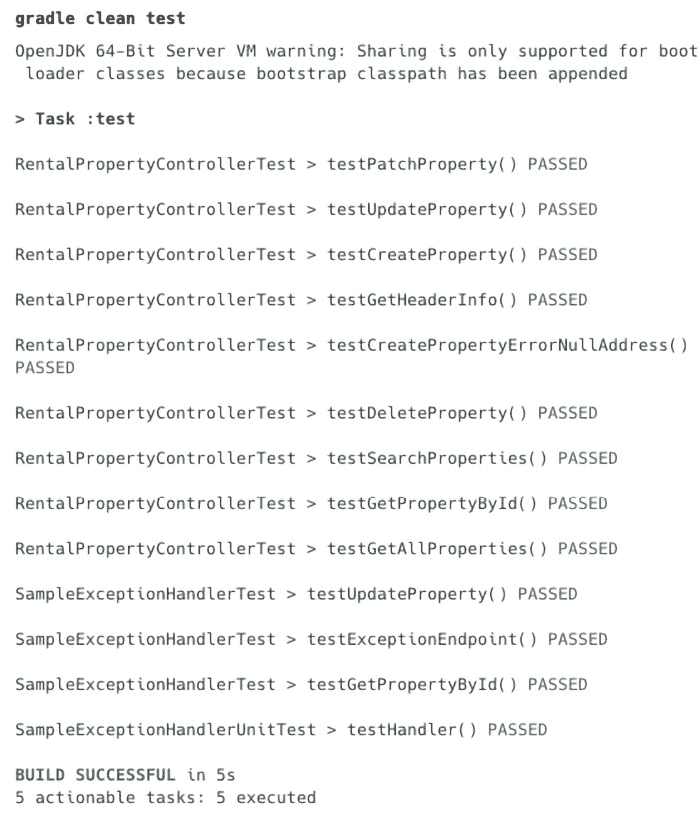 gradle clean test
OpenJDK 64-Bit Server VM warning: Sharing is only supported for boot
loader classes because bootstrap classpath has been appended
> Task :test
RentalPropertyControllerTest > testPatchProperty() PASSED
RentalPropertyControllerTest > testUpdateProperty() PASSED
RentalPropertyControllerTest > testCreateProperty() PASSED
RentalPropertyControllerTest > testGetHeaderInfo() PASSED
RentalPropertyControllerTest > testCreatePropertyErrorNullAddress()
PASSED
RentalPropertyControllerTest > testDeleteProperty() PASSED
RentalPropertyControllerTest > testSearchProperties() PASSED
RentalPropertyControllerTest > testGetPropertyById() PASSED
RentalPropertyControllerTest > testGetAllProperties() PASSED
SampleExceptionHandlerTest > testUpdateProperty() PASSED
SampleExceptionHandlerTest > testExceptionEndpoint() PASSED
SampleExceptionHandlerTest > testGetPropertyById() PASSED
SampleExceptionHandlerUnitTest > testHandler() PASSED
BUILD SUCCESSFUL in 5s
5 actionable tasks: 5 executed